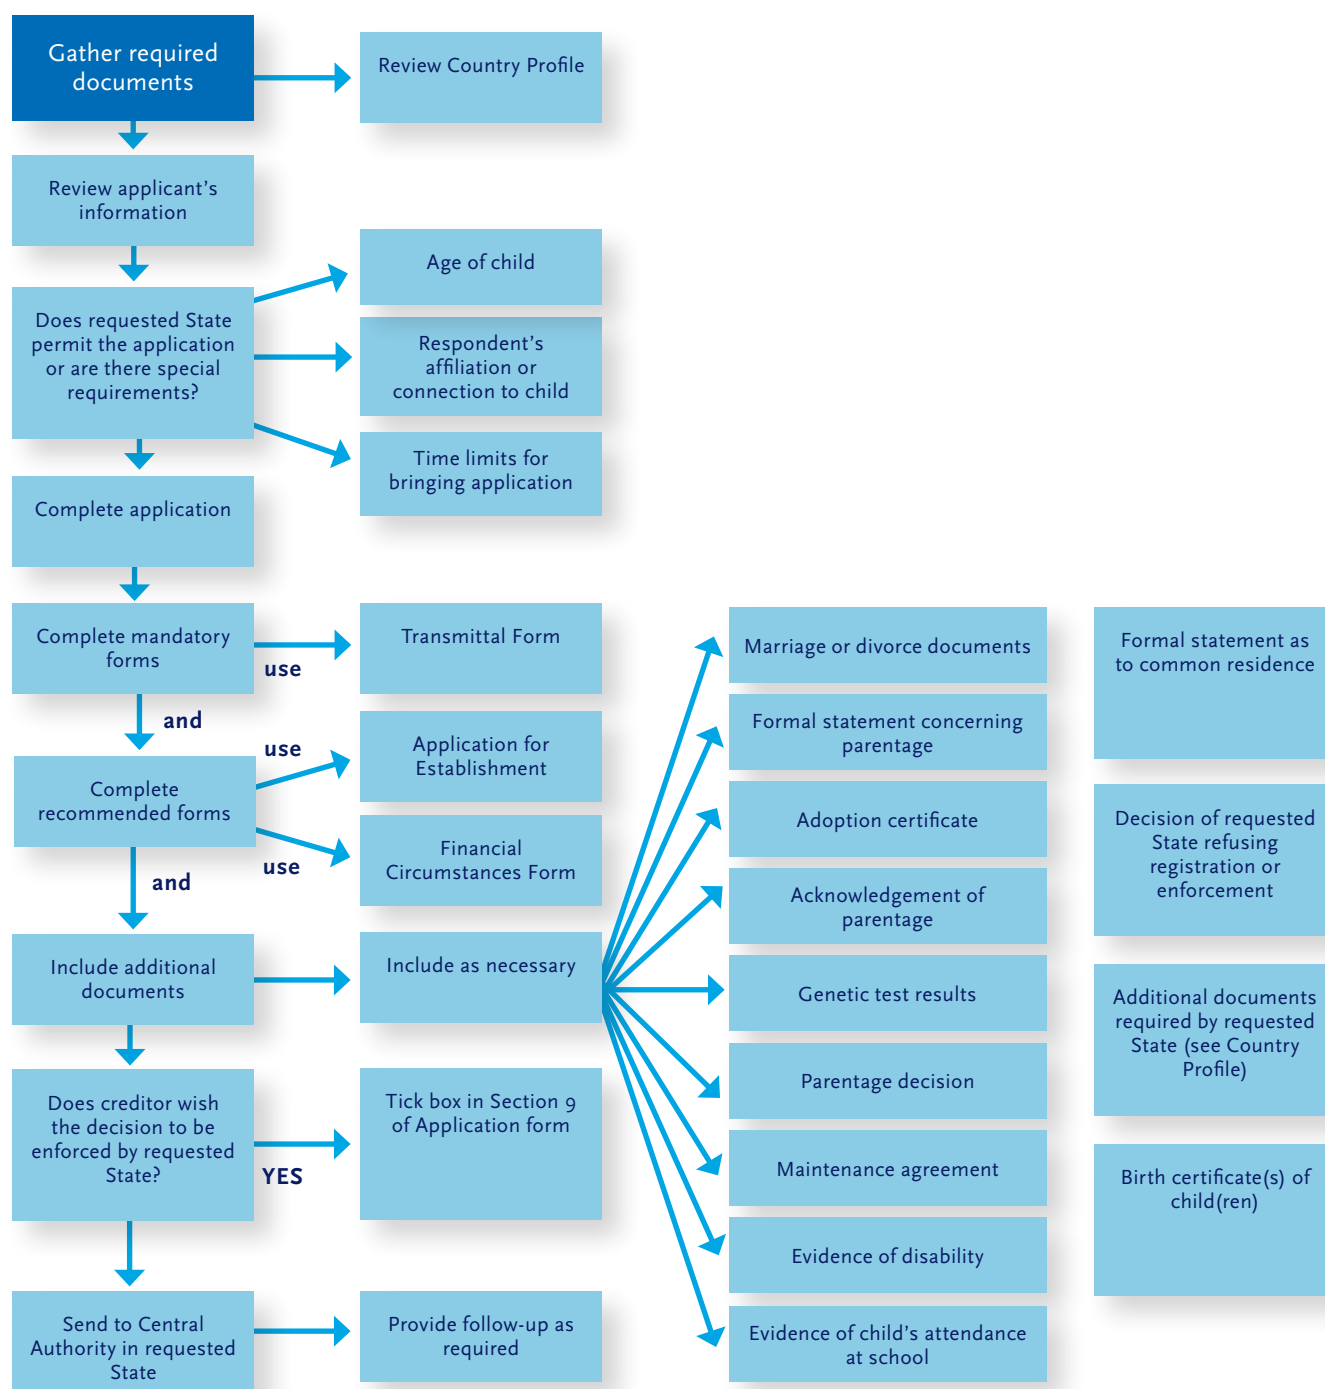 Gather required
documents
Review Country Profile
Review applicant’s
information
Does requested State
permit the application
or are there special
requirements?
Age of child
Respondent’s
affiliation or
connection to child
Time limits for
bringing application
Complete application
Complete mandatory
forms
use
Transmittal Form
and
Complete
recommended forms
use
Application for
Establishment
use
Financial
Circumstances Form
and
Include additional
documents
Include as necessary
Marriage or divorce documents
Formal statement concerning
parentage
Adoption certificate
Acknowledgement of
parentage
Genetic test results
Parentage decision
Maintenance agreement
Evidence of disability
Evidence of child’s attendance
at school
Formal statement as
to common residence
Decision of requested
State refusing
registration or
enforcement
Additional documents
required by requested
State (see Country
Profile)
Birth certificate(s) of
child(ren)
Does creditor wish
the decision to be
enforced by requested
State?
YES
Tick box in Section 9
of Application form
Send to Central
Authority in requested
State
Provide follow-up as
required